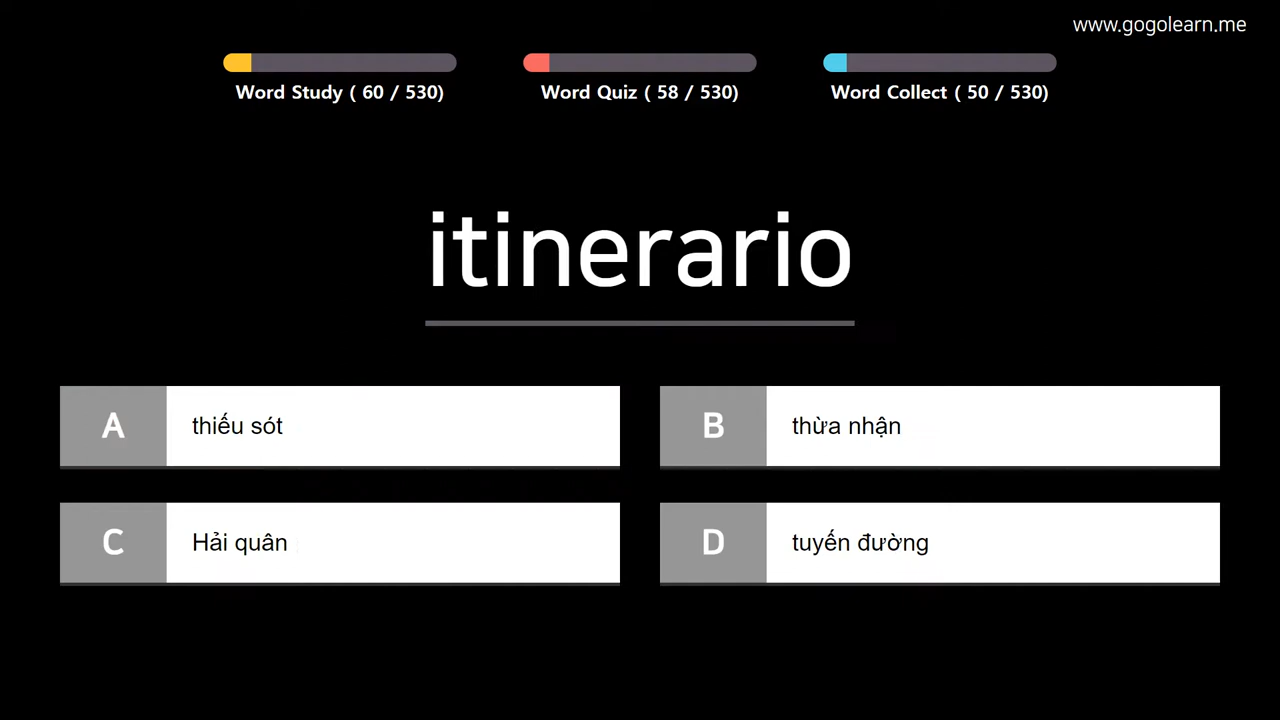 www.gogolearn.me
Word Study ( 60 / 530)
Word Quiz ( 58 / 530)
Word Collect ( 50 / 530)
itinerario
A thiếu sót
B thừa nhận
C Hải quân
D tuyến đường